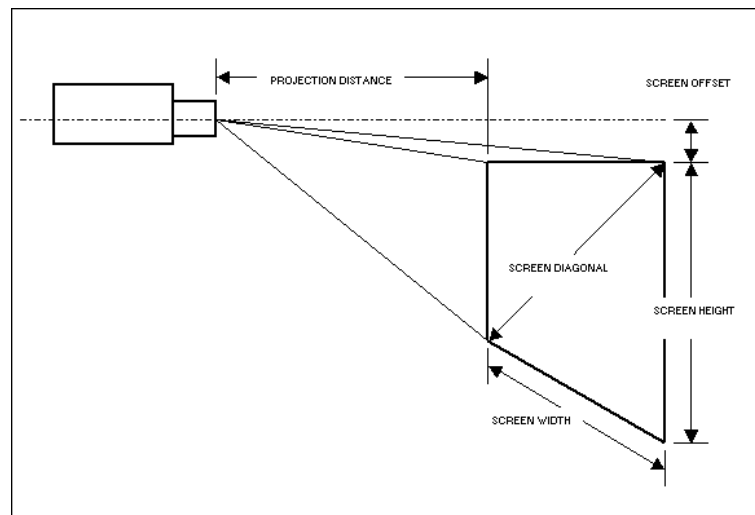 PROJECTION DISTANCE
SCREEN OFFSET
SCREEN DIAGONAL
SCREEN HEIGHT
SCREEN WIDTH